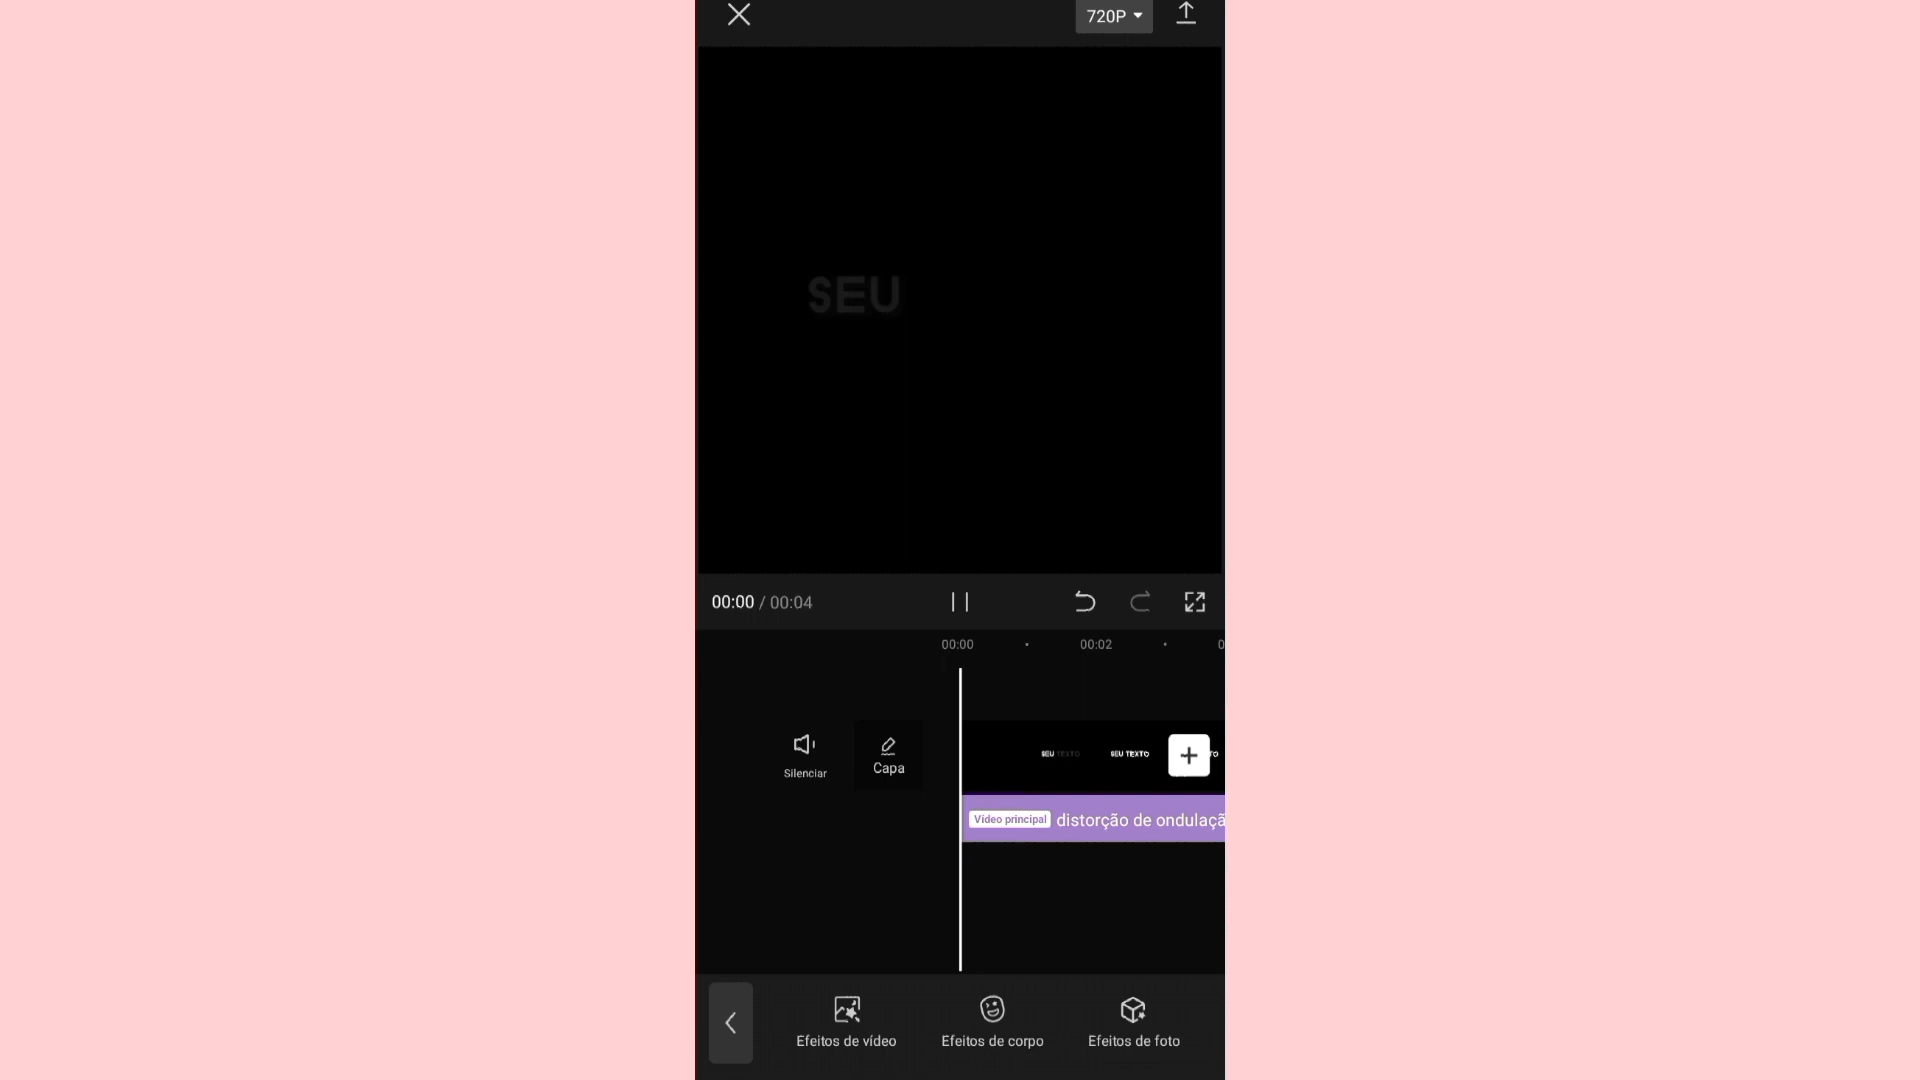 720P
SEU
00:00 / 00:04
00:00 00:02
SEU TEXTO SEU TEXTO
Silenciar
Capa
Vídeo principal distorção de ondulaçã
Efeitos de vídeo Efeitos de corpo Efeitos de foto